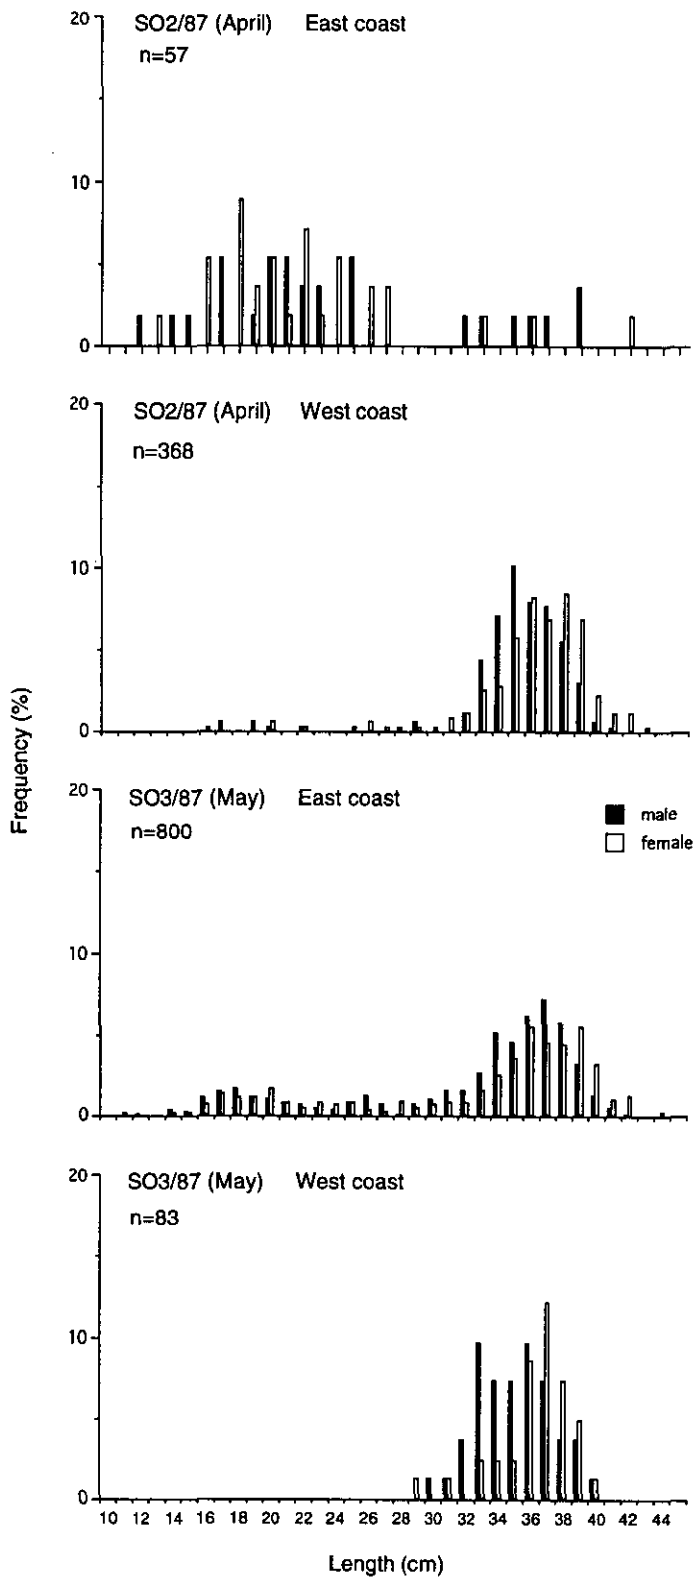 20
SO2/87 (April) East coast
n=57
10
0
20
SO2/87 (April) West coast
n=368
10
0
Frequency (%)
20
SO3/87 (May) East coast
n=800
male
female
10
0
20
SO3/87 (May) West coast
n=83
10
0
10 12 14 16 18 20 22 24 26 28 30 32 34 36 38 40 42 44
Length (cm)